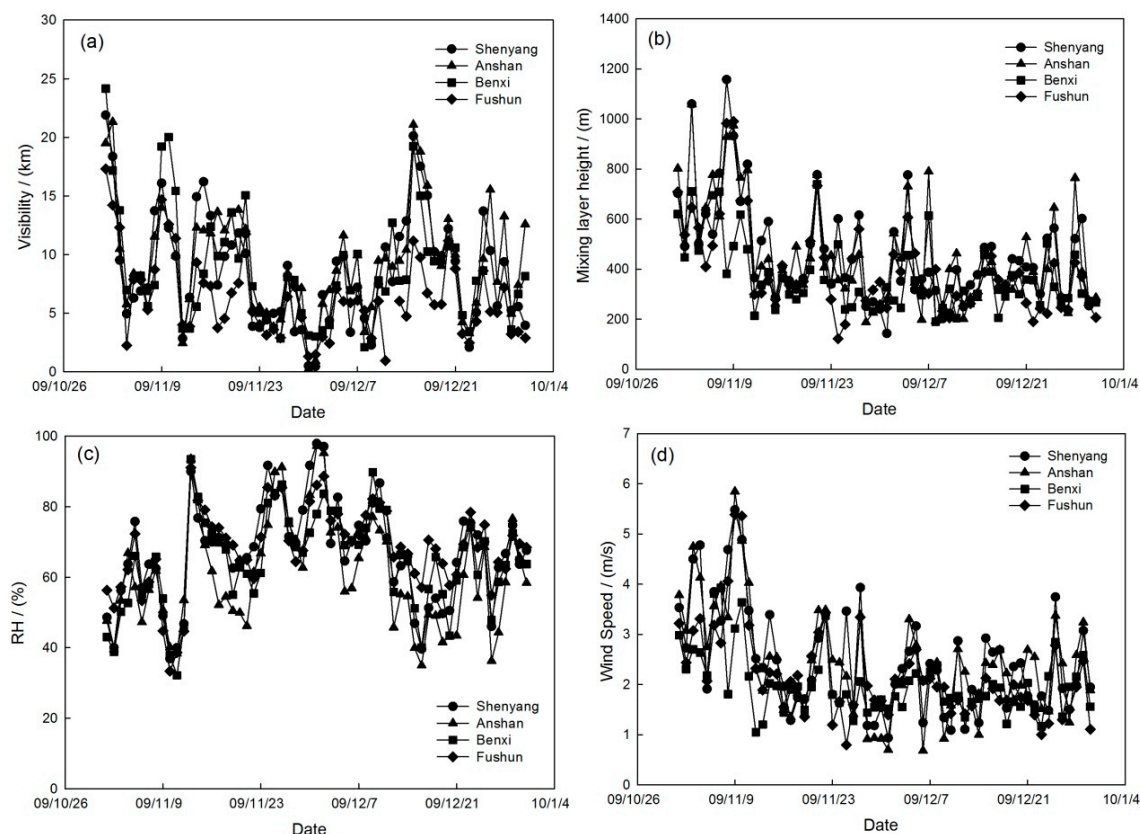 (a)
Shenyang
Anshan
Benxi
Fushun
30
25
20
15
10
5
0
Visibility / (km)
09/10/26 09/11/9 09/11/23 09/12/7 09/12/21 10/1/4
Date
(b)
Shenyang
Anshan
Benxi
Fushun
1400
1200
1000
800
600
400
200
0
Mixing layer height / (m)
09/10/26 09/11/9 09/11/23 09/12/7 09/12/21 10/1/4
Date
(c)
Shenyang
Anshan
Benxi
Fushun
100
80
60
40
20
0
RH / (%)
09/10/26 09/11/9 09/11/23 09/12/7 09/12/21 10/1/4
Date
(d)
Shenyang
Anshan
Benxi
Fushun
7
6
5
4
3
2
1
0
Wind Speed / (m/s)
09/10/26 09/11/9 09/11/23 09/12/7 09/12/21 10/1/4
Date